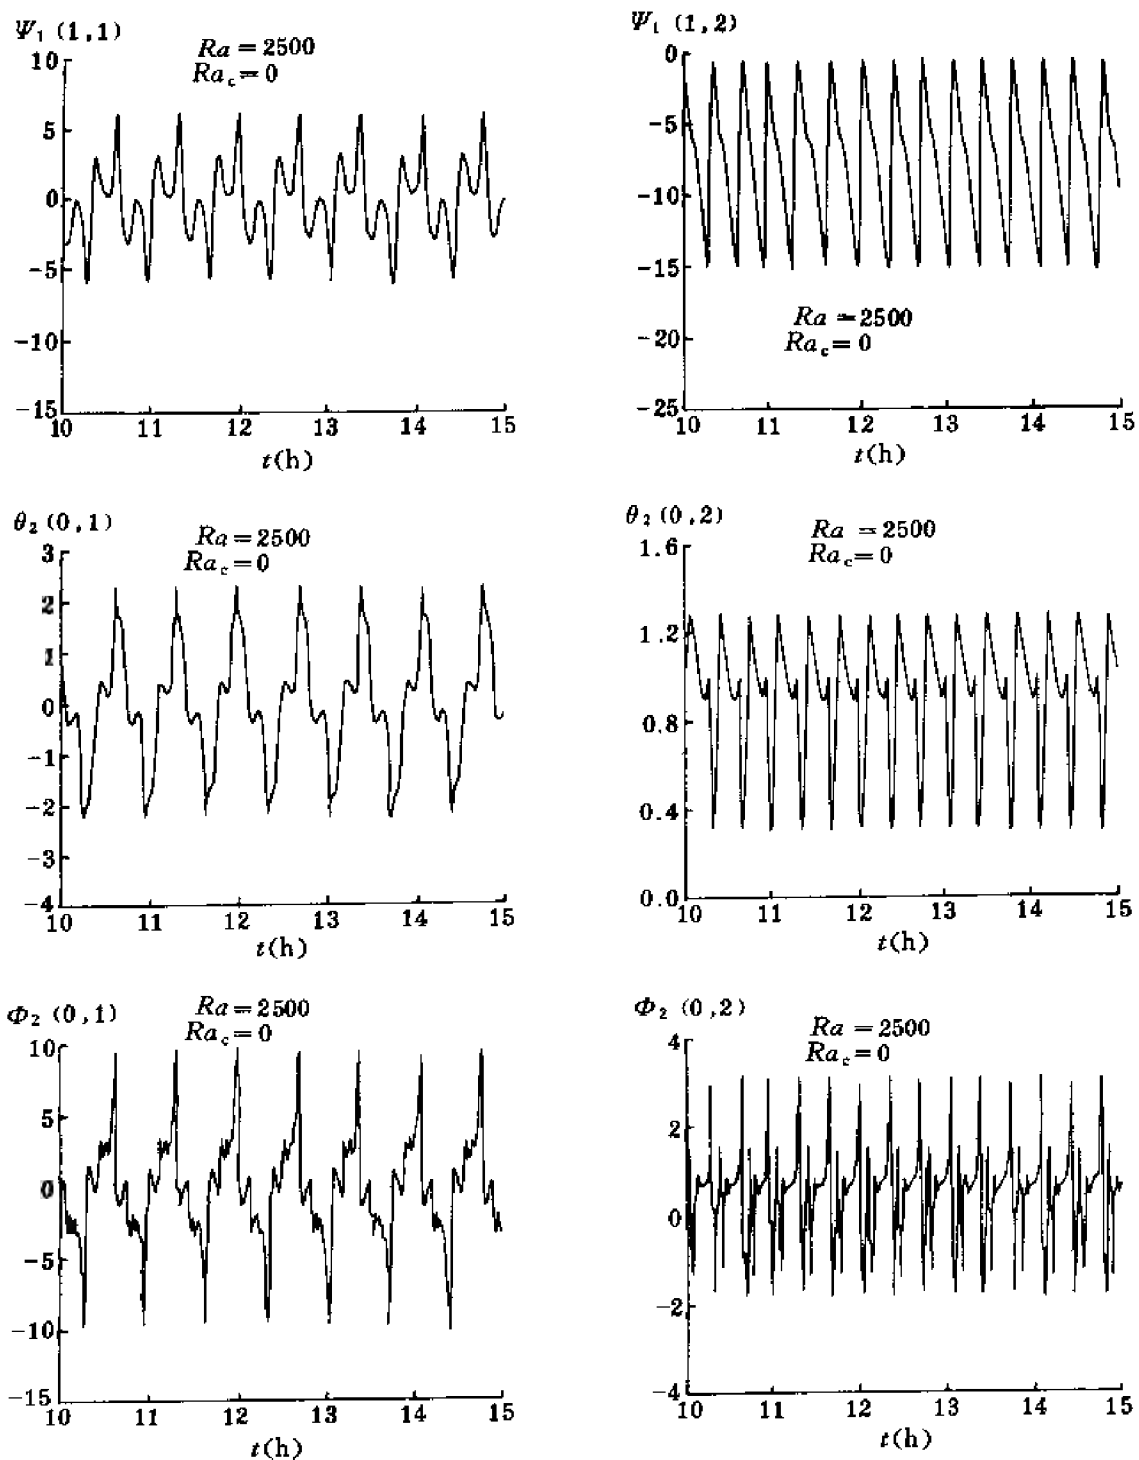 Ψ₁ (1,1)
Ra = 2500
Ra_c = 0
10
5
0
−5
−10
−15
10 11 12 13 14 15
t(h)
Ψ₁ (1,2)
0
−5
−10
−15
−20
−25
Ra = 2500
Ra_c = 0
10 11 12 13 14 15
t(h)
θ₂ (0,1)
Ra = 2500
Ra_c = 0
3
2
1
0
−1
−2
−3
−4
10 11 12 13 14 15
t(h)
θ₂ (0,2)
Ra = 2500
Ra_c = 0
1.6
1.2
0.8
0.4
0.0
10 11 12 13 14 15
t(h)
Φ₂ (0,1)
Ra = 2500
Ra_c = 0
10
5
0
−5
−10
−15
10 11 12 13 14 15
t(h)
Φ₂ (0,2)
Ra = 2500
Ra_c = 0
4
2
0
−2
−4
10 11 12 13 14 15
t(h)